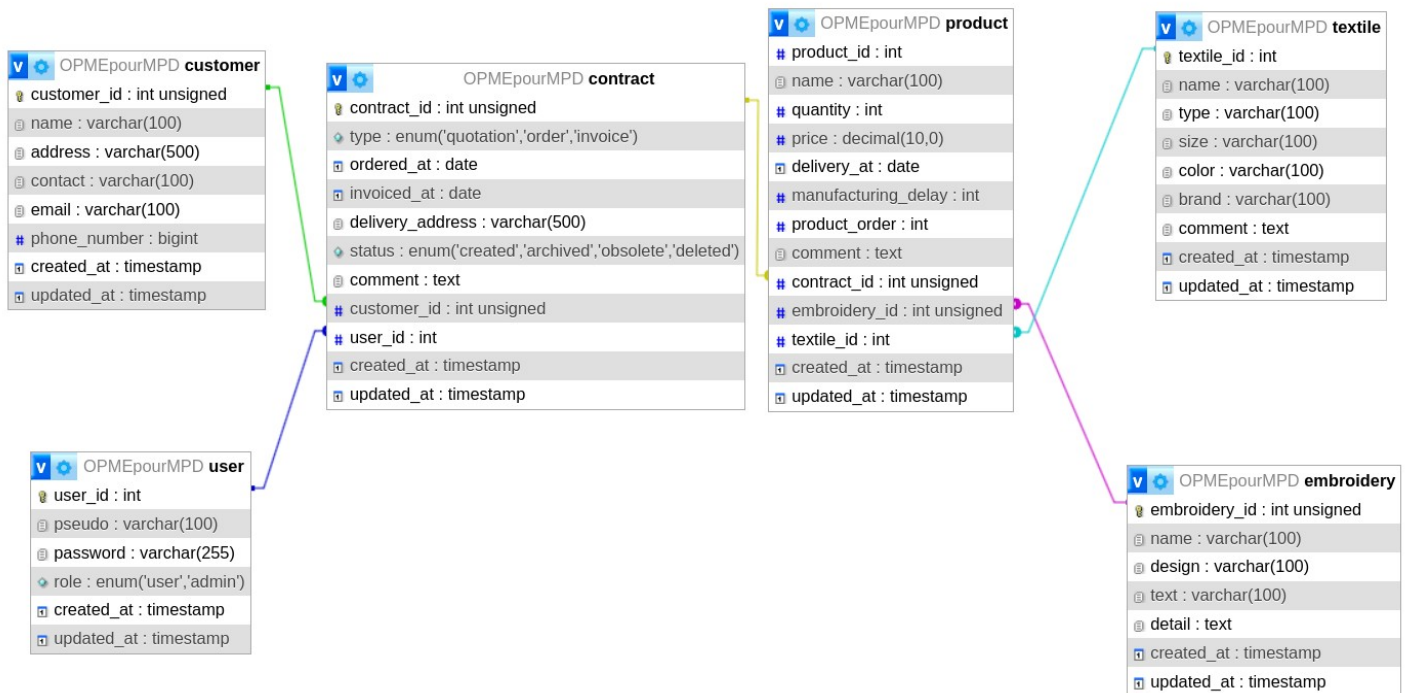 OPMEpourMPD customer
customer_id : int unsigned
name : varchar(100)
address : varchar(500)
contact : varchar(100)
email : varchar(100)
phone_number : bigint
created_at : timestamp
updated_at : timestamp
OPMEpourMPD contract
contract_id : int unsigned
type : enum('quotation','order','invoice')
ordered_at : date
invoiced_at : date
delivery_address : varchar(500)
status : enum('created','archived','obsolete','deleted')
comment : text
customer_id : int unsigned
user_id : int
created_at : timestamp
updated_at : timestamp
OPMEpourMPD product
product_id : int
name : varchar(100)
quantity : int
price : decimal(10,0)
delivery_at : date
manufacturing_delay : int
product_order : int
comment : text
contract_id : int unsigned
embroidery_id : int unsigned
textile_id : int
created_at : timestamp
updated_at : timestamp
OPMEpourMPD textile
textile_id : int
name : varchar(100)
type : varchar(100)
size : varchar(100)
color : varchar(100)
brand : varchar(100)
comment : text
created_at : timestamp
updated_at : timestamp
OPMEpourMPD user
user_id : int
pseudo : varchar(100)
password : varchar(255)
role : enum('user','admin')
created_at : timestamp
updated_at : timestamp
OPMEpourMPD embroidery
embroidery_id : int unsigned
name : varchar(100)
design : varchar(100)
text : varchar(100)
detail : text
created_at : timestamp
updated_at : timestamp